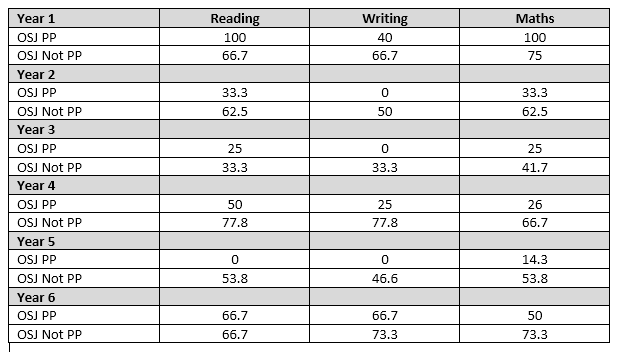 Year 1 Reading Writing Maths
OSJ PP 100 40 100
OSJ Not PP 66.7 66.7 75
Year 2
OSJ PP 33.3 0 33.3
OSJ Not PP 62.5 50 62.5
Year 3
OSJ PP 25 0 25
OSJ Not PP 33.3 33.3 41.7
Year 4
OSJ PP 50 25 26
OSJ Not PP 77.8 77.8 66.7
Year 5
OSJ PP 0 0 14.3
OSJ Not PP 53.8 46.6 53.8
Year 6
OSJ PP 66.7 66.7 50
OSJ Not PP 66.7 73.3 73.3